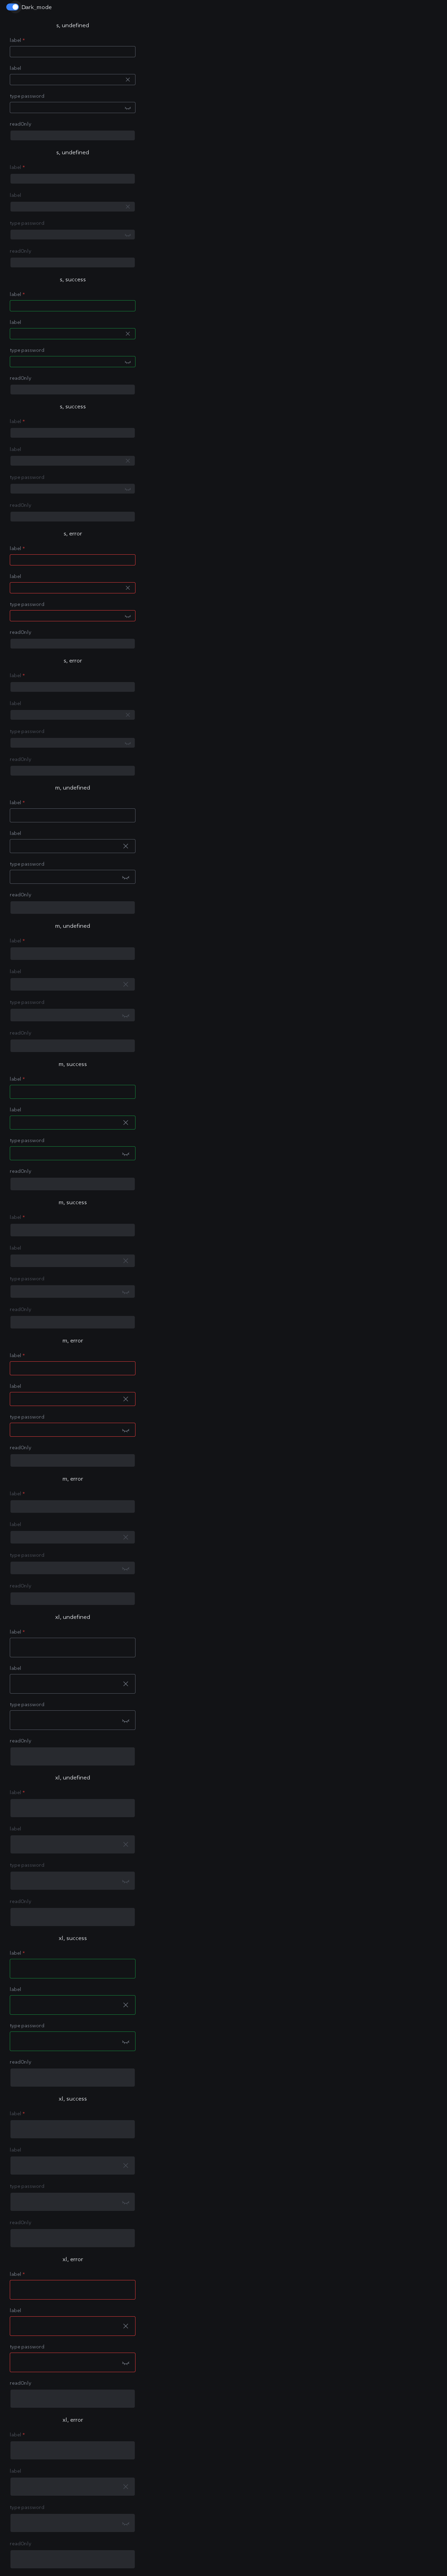 Dark_mode
s, undefined
label *
label
type password
readOnly
s, undefined
label *
label
type password
readOnly
s, success
label *
label
type password
readOnly
s, success
label *
label
type password
readOnly
s, error
label *
label
type password
readOnly
s, error
label *
label
type password
readOnly
m, undefined
label *
label
type password
readOnly
m, undefined
label *
label
type password
readOnly
m, success
label *
label
type password
readOnly
m, success
label *
label
type password
readOnly
m, error
label *
label
type password
readOnly
m, error
label *
label
type password
readOnly
xl, undefined
label *
label
type password
readOnly
xl, undefined
label *
label
type password
readOnly
xl, success
label *
label
type password
readOnly
xl, success
label *
label
type password
readOnly
xl, error
label *
label
type password
readOnly
xl, error
label *
label
type password
readOnly